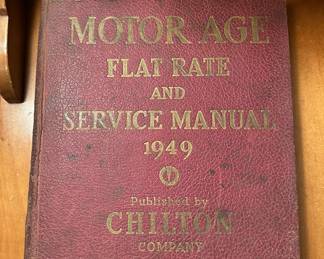 MOTOR AGE
FLAT RATE
AND
SERVICE MANUAL
1949
Published by
CHILTON
COMPANY